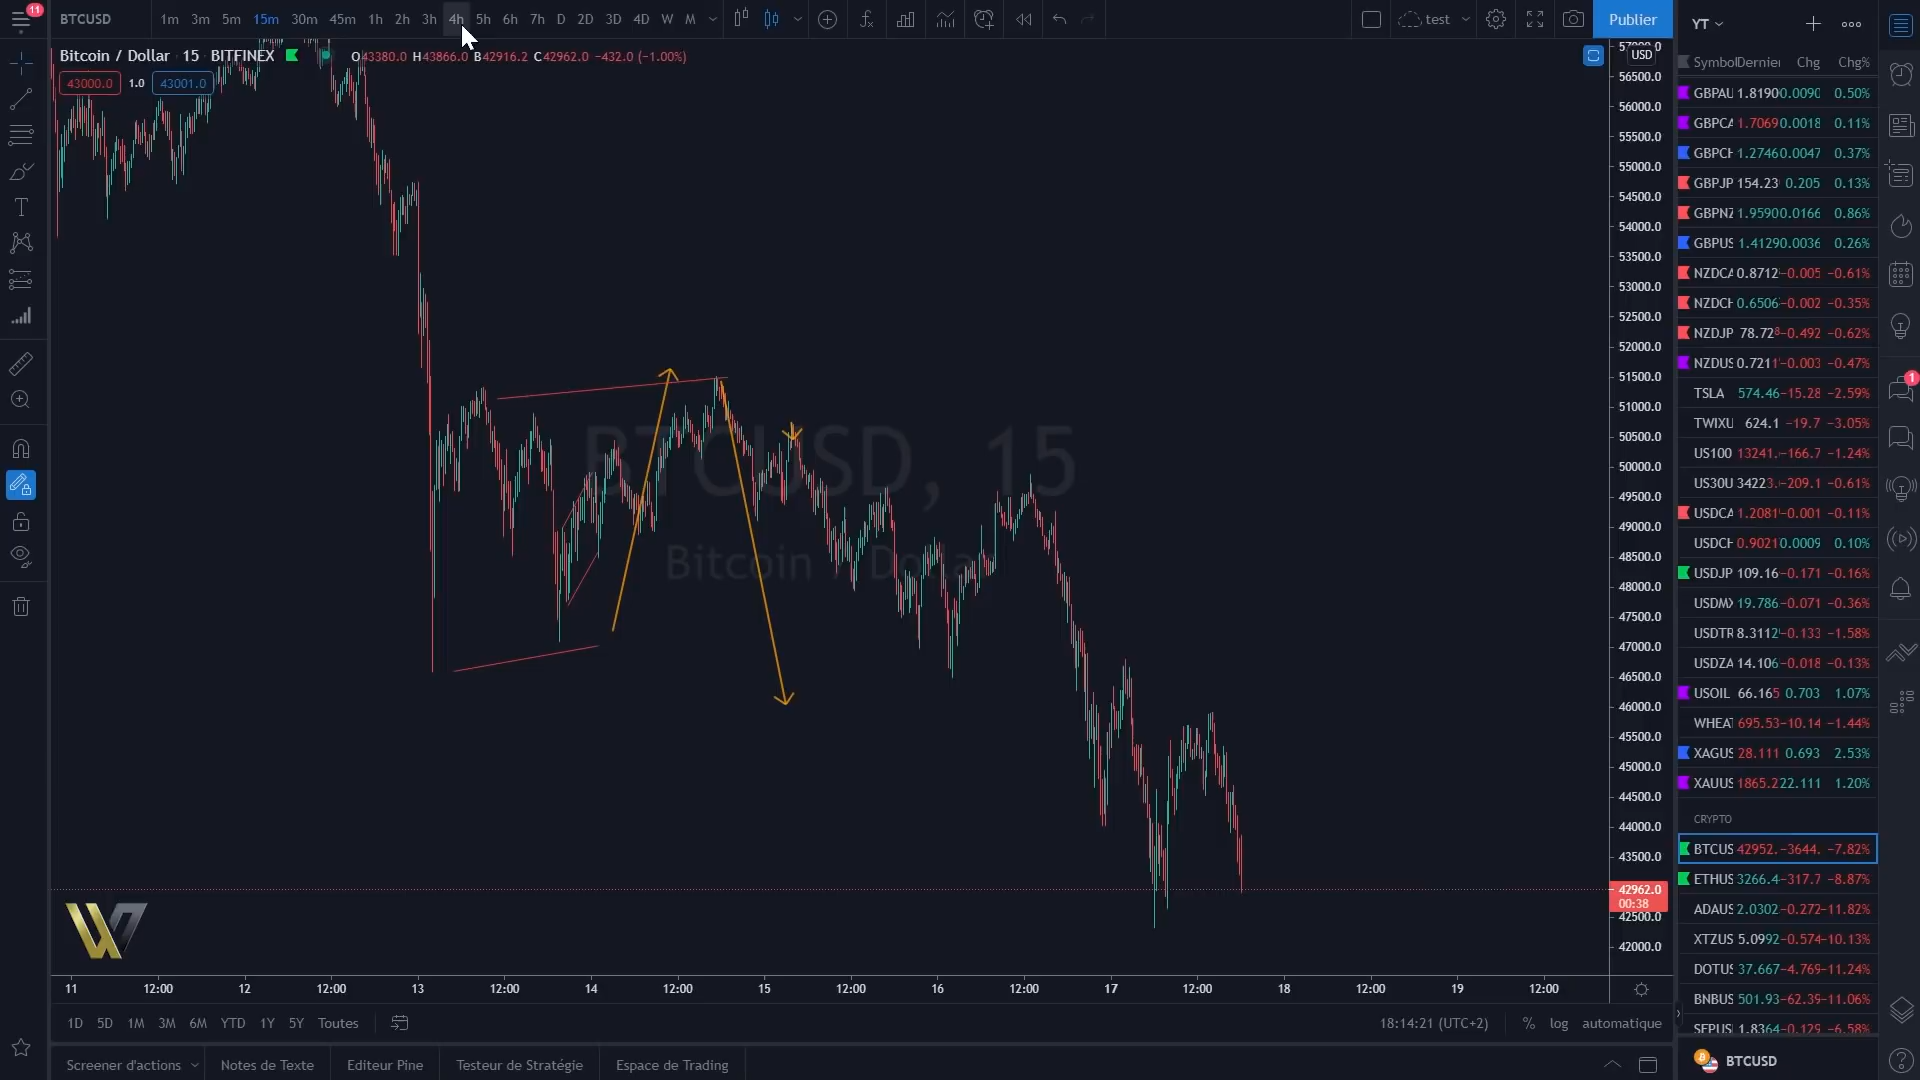 11
BTCUSD 1m 3m 5m 15m 30m 45m 1h 2h 3h 4h 5h 6h 7h D 2D 3D 4D W M test Publier YT
Bitcoin / Dollar 15 BITFINEX O43380.0 H43866.0 B42916.2 C42962.0 −432.0 (−1.00%)
43000.0 1.0 43001.0
BTCUSD, 15
Bitcoin / Dolla
USD
57000.0
56500.0
56000.0
55500.0
55000.0
54500.0
54000.0
53500.0
53000.0
52500.0
52000.0
51500.0
51000.0
50500.0
50000.0
49500.0
49000.0
48500.0
48000.0
47500.0
47000.0
46500.0
46000.0
45500.0
45000.0
44500.0
44000.0
43500.0
42962.0
00:38
42500.0
42000.0
11 12:00 12 12:00 13 12:00 14 12:00 15 12:00 16 12:00 17 12:00 18 12:00 19 12:00
1D 5D 1M 3M 6M YTD 1Y 5Y Toutes 18:14:21 (UTC+2) % log automatique
Screener d'actions Notes de Texte Editeur Pine Testeur de Stratégie Espace de Trading
Symbol Dernier Chg Chg%
GBPAU 1.8190 0.0090 0.50%
GBPCA 1.7069 0.0018 0.11%
GBPCH 1.2746 0.0047 0.37%
GBPJP 154.23 0.205 0.13%
GBPNZ 1.9590 0.0166 0.86%
GBPUS 1.4129 0.0036 0.26%
NZDCA 0.8712 −0.005 −0.61%
NZDCH 0.6506 −0.002 −0.35%
NZDJP 78.728 −0.492 −0.62%
NZDUS 0.7211 −0.003 −0.47%
TSLA 574.46 −15.28 −2.59%
TWIXU 624.1 −19.7 −3.05%
US100 13241. −166.7 −1.24%
US30U 34223. −209.1 −0.61%
USDCA 1.2081 −0.001 −0.11%
USDCH 0.9021 0.0009 0.10%
USDJP 109.16 −0.171 −0.16%
USDMX 19.786 −0.071 −0.36%
USDTR 8.3112 −0.133 −1.58%
USDZA 14.106 −0.018 −0.13%
USOIL 66.165 0.703 1.07%
WHEAT 695.53 −10.14 −1.44%
XAGUS 28.111 0.693 2.53%
XAUUS 1865.2 22.111 1.20%
CRYPTO
BTCUS 42952. −3644. −7.82%
ETHUS 3266.4 −317.7 −8.87%
ADAUS 2.0302 −0.272 −11.82%
XTZUS 5.0992 −0.574 −10.13%
DOTUS 37.667 −4.769 −11.24%
BNBUS 501.93 −62.39 −11.06%
1.8364 −0.129 −6.58%
BTCUSD
1